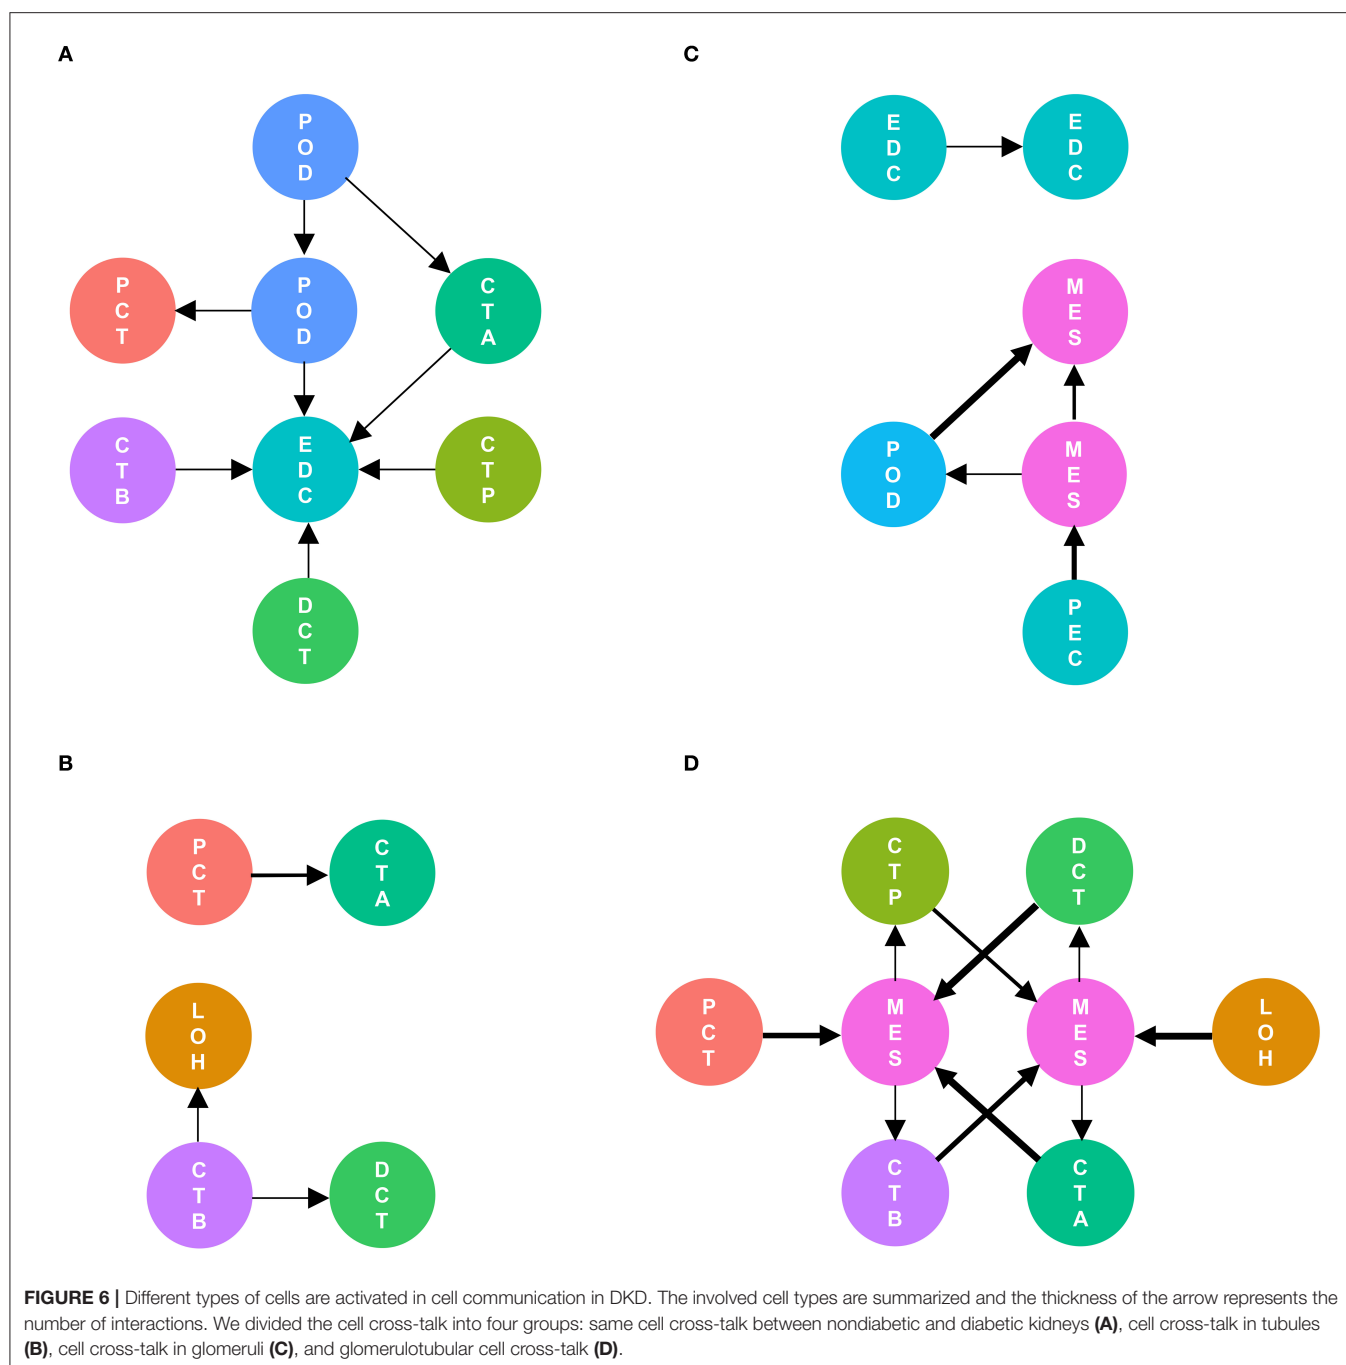 A
P
O
D
P
C
T
P
O
D
C
T
A
C
T
B
E
D
C
C
T
P
D
C
T
C
E
D
C
E
D
C
M
E
S
P
O
D
M
E
S
P
E
C
B
P
C
T
C
T
A
L
O
H
C
T
B
D
C
T
D
C
T
P
D
C
T
P
C
T
M
E
S
M
E
S
L
O
H
C
T
B
C
T
A
FIGURE 6 | Different types of cells are activated in cell communication in DKD. The involved cell types are summarized and the thickness of the arrow represents the
number of interactions. We divided the cell cross-talk into four groups: same cell cross-talk between nondiabetic and diabetic kidneys (A), cell cross-talk in tubules
(B), cell cross-talk in glomeruli (C), and glomerulotubular cell cross-talk (D).